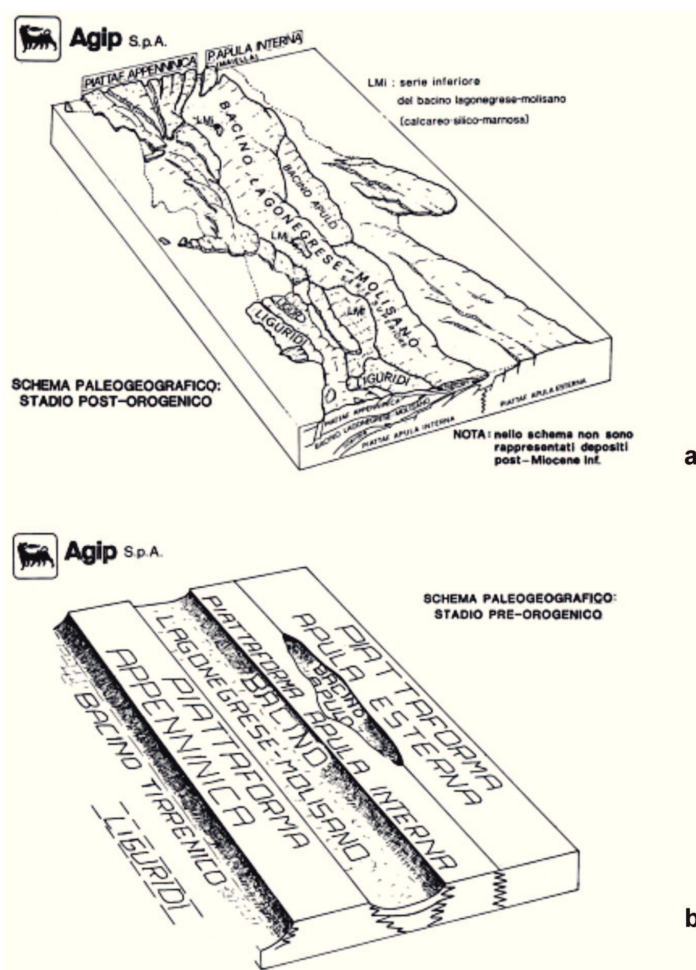 Agip S.p.A.
PIATTAF. APPENNINICA
P. APULA INTERNA
(MAIELLA)
LMi : serie inferiore
del bacino lagonegrese-molisano
(calcareo-silico-marnosa)
LMi
BACINO LAGONEGRESE-MOLISANO
BACINO APULO
LMi
LMi
LIGURIDI
LIGURIDI
SCHEMA PALEOGEOGRAFICO:
STADIO POST-OROGENICO
PIATTAF. APPENNINICA
BACINO LAGONEGRESE-MOLISANO
PIATTAF. APULA INTERNA
PIATTAF. APULA ESTERNA
NOTA: nello schema non sono
rappresentati depositi
post-Miocene Inf.
a
Agip S.p.A.
SCHEMA PALEOGEOGRAFICO:
STADIO PRE-OROGENICO
PIATTAFORMA
APULA ESTERNA
BACINO
APULO
PIATTAFORMA APULA INTERNA
BACINO
LAGONEGRESE-MOLISANO
PIATTAFORMA
APPENNINICA
BACINO TIRRENICO
LIGURIDI
b